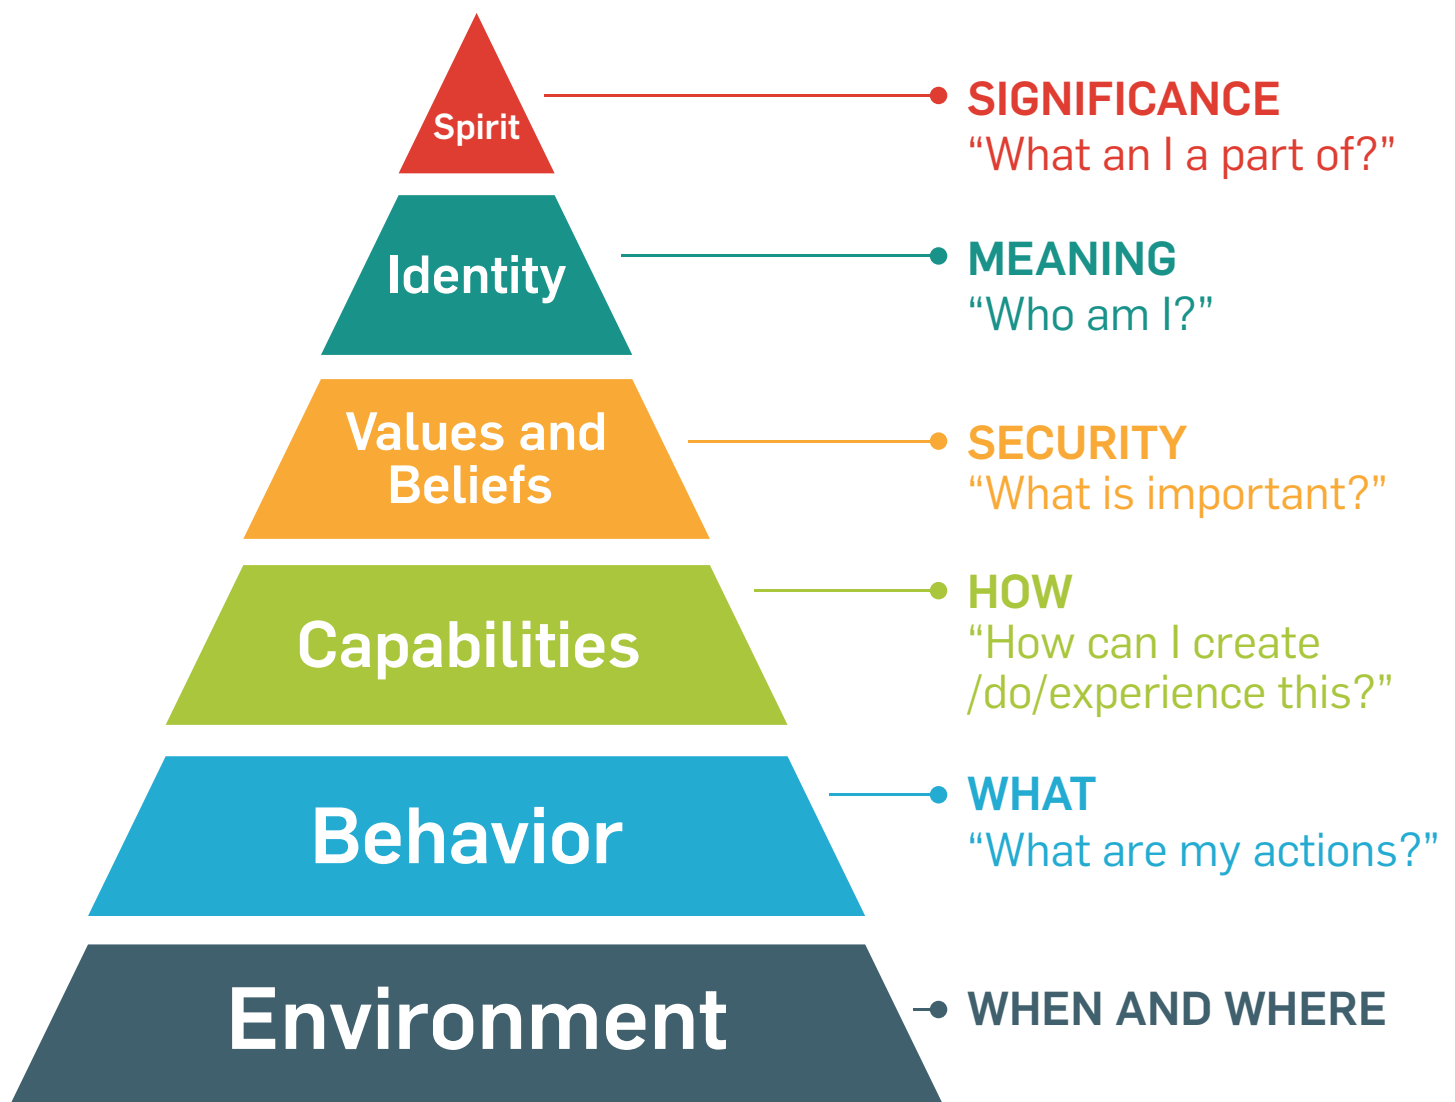 Spirit
SIGNIFICANCE
“What an I a part of?”
Identity
MEANING
“Who am I?”
Values and
Beliefs
SECURITY
“What is important?”
Capabilities
HOW
“How can I create
/do/experience this?”
Behavior
WHAT
“What are my actions?”
Environment
WHEN AND WHERE